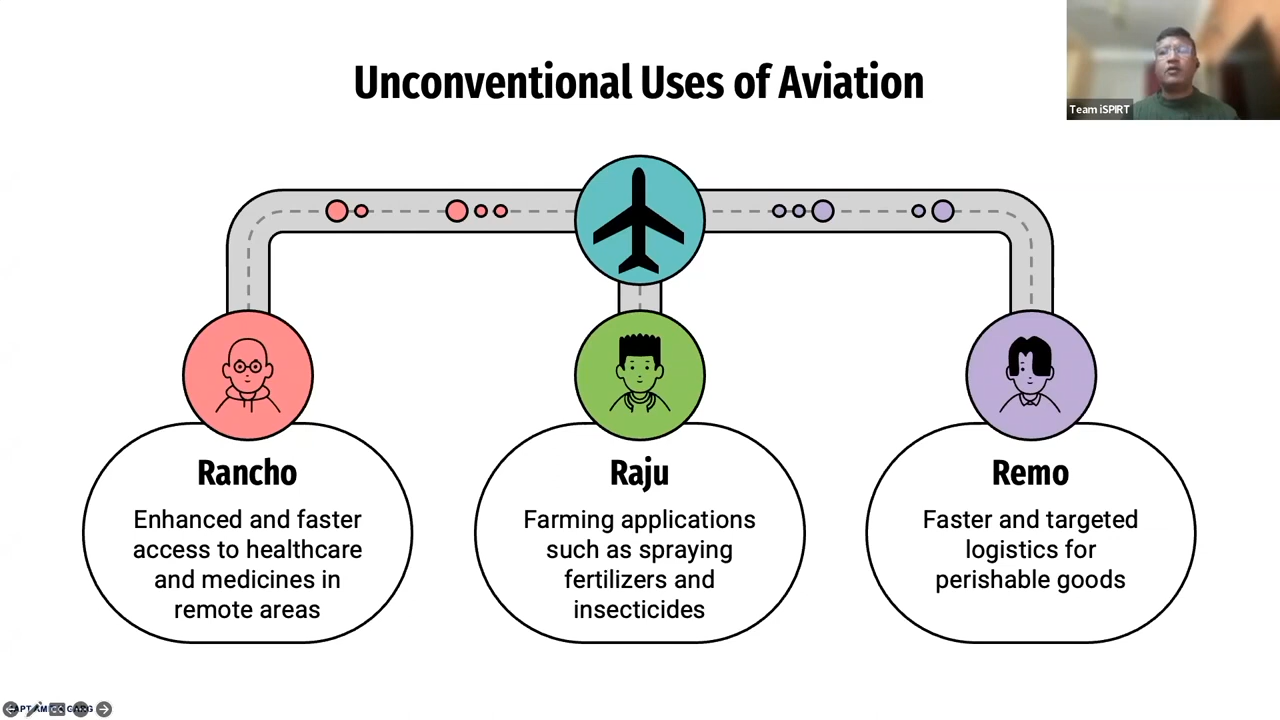 Unconventional Uses of Aviation
Team iSPIRT
Rancho
Enhanced and faster
access to healthcare
and medicines in
remote areas
Raju
Farming applications
such as spraying
fertilizers and
insecticides
Remo
Faster and targeted
logistics for
perishable goods